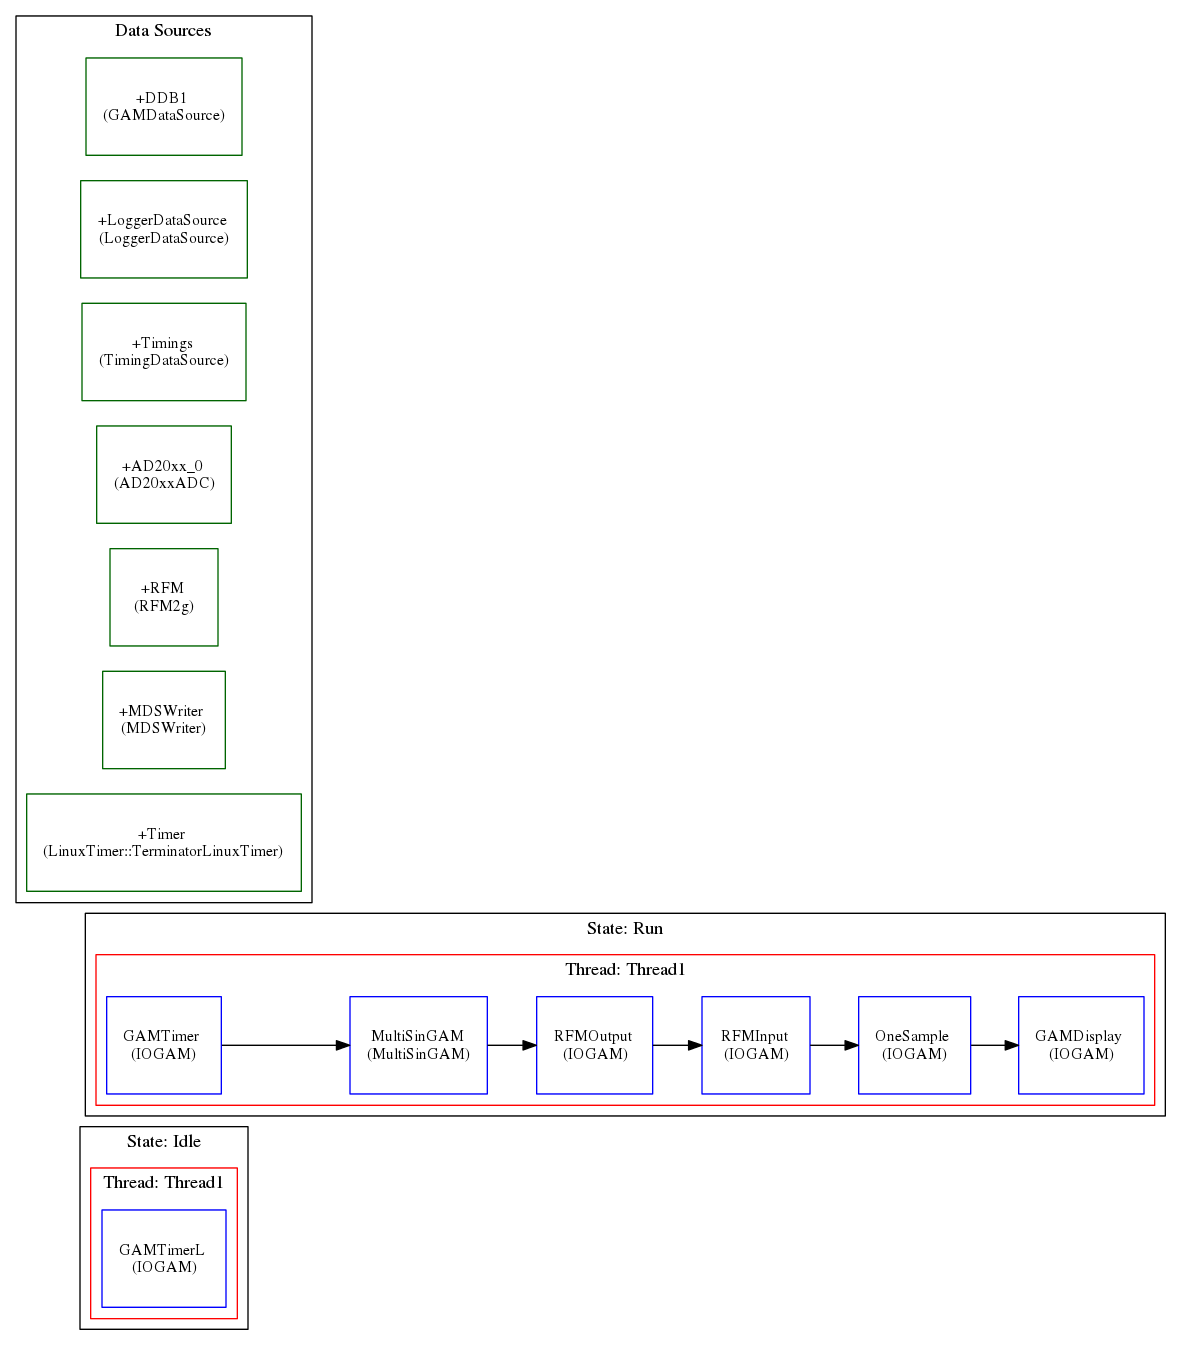 Data Sources
+DDB1
(GAMDataSource)
+LoggerDataSource
(LoggerDataSource)
+Timings
(TimingDataSource)
+AD20xx_0
(AD20xxADC)
+RFM
(RFM2g)
+MDSWriter
(MDSWriter)
+Timer
(LinuxTimer::TerminatorLinuxTimer)
State: Run
Thread: Thread1
GAMTimer
(IOGAM)
MultiSinGAM
(MultiSinGAM)
RFMOutput
(IOGAM)
RFMInput
(IOGAM)
OneSample
(IOGAM)
GAMDisplay
(IOGAM)
State: Idle
Thread: Thread1
GAMTimerL
(IOGAM)